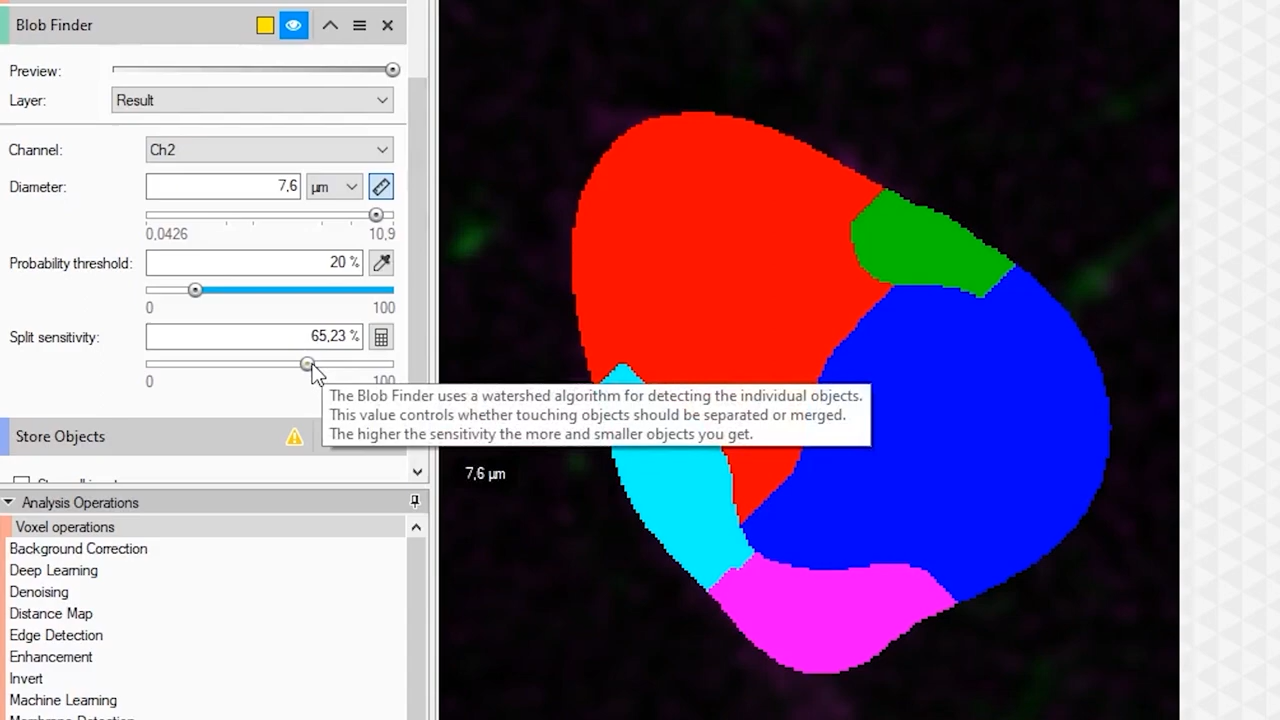 Blob Finder
Preview:
Layer: Result
Channel: Ch2
Diameter: 7,6 µm
0,0426 10,9
Probability threshold: 20 %
0 100
Split sensitivity: 65,23 %
0 100
The Blob Finder uses a watershed algorithm for detecting the individual objects.
This value controls whether touching objects should be separated or merged.
The higher the sensitivity the more and smaller objects you get.
Store Objects
7,6 µm
Analysis Operations
Voxel operations
Background Correction
Deep Learning
Denoising
Distance Map
Edge Detection
Enhancement
Invert
Machine Learning